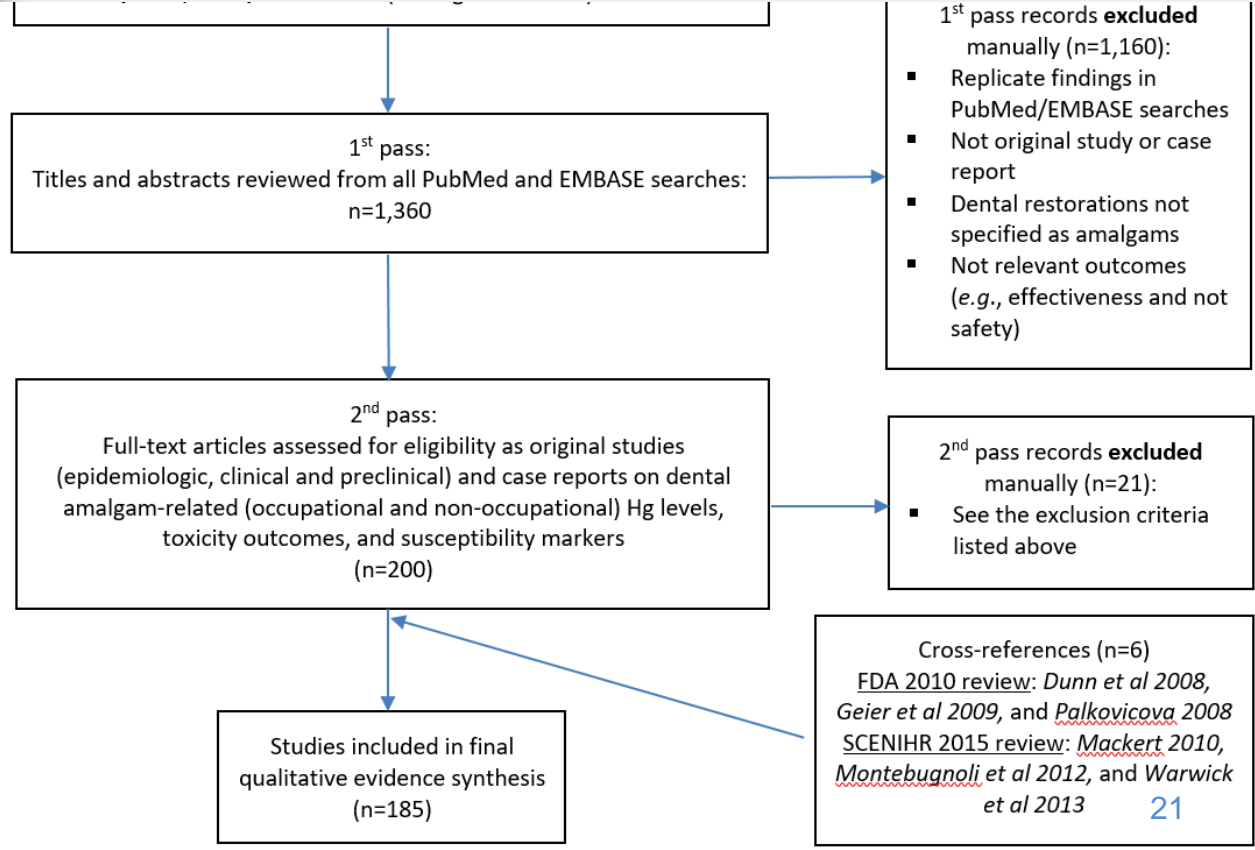 1st pass:
Titles and abstracts reviewed from all PubMed and EMBASE searches:
n=1,360
1st pass records excluded
manually (n=1,160):
▪ Replicate findings in
PubMed/EMBASE searches
▪ Not original study or case
report
▪ Dental restorations not
specified as amalgams
▪ Not relevant outcomes
(e.g., effectiveness and not
safety)
2nd pass:
Full-text articles assessed for eligibility as original studies
(epidemiologic, clinical and preclinical) and case reports on dental
amalgam-related (occupational and non-occupational) Hg levels,
toxicity outcomes, and susceptibility markers
(n=200)
2nd pass records excluded
manually (n=21):
▪ See the exclusion criteria
listed above
Cross-references (n=6)
FDA 2010 review: Dunn et al 2008,
Geier et al 2009, and Palkovicova 2008
SCENIHR 2015 review: Mackert 2010,
Montebugnoli et al 2012, and Warwick
et al 2013
Studies included in final
qualitative evidence synthesis
(n=185)
21